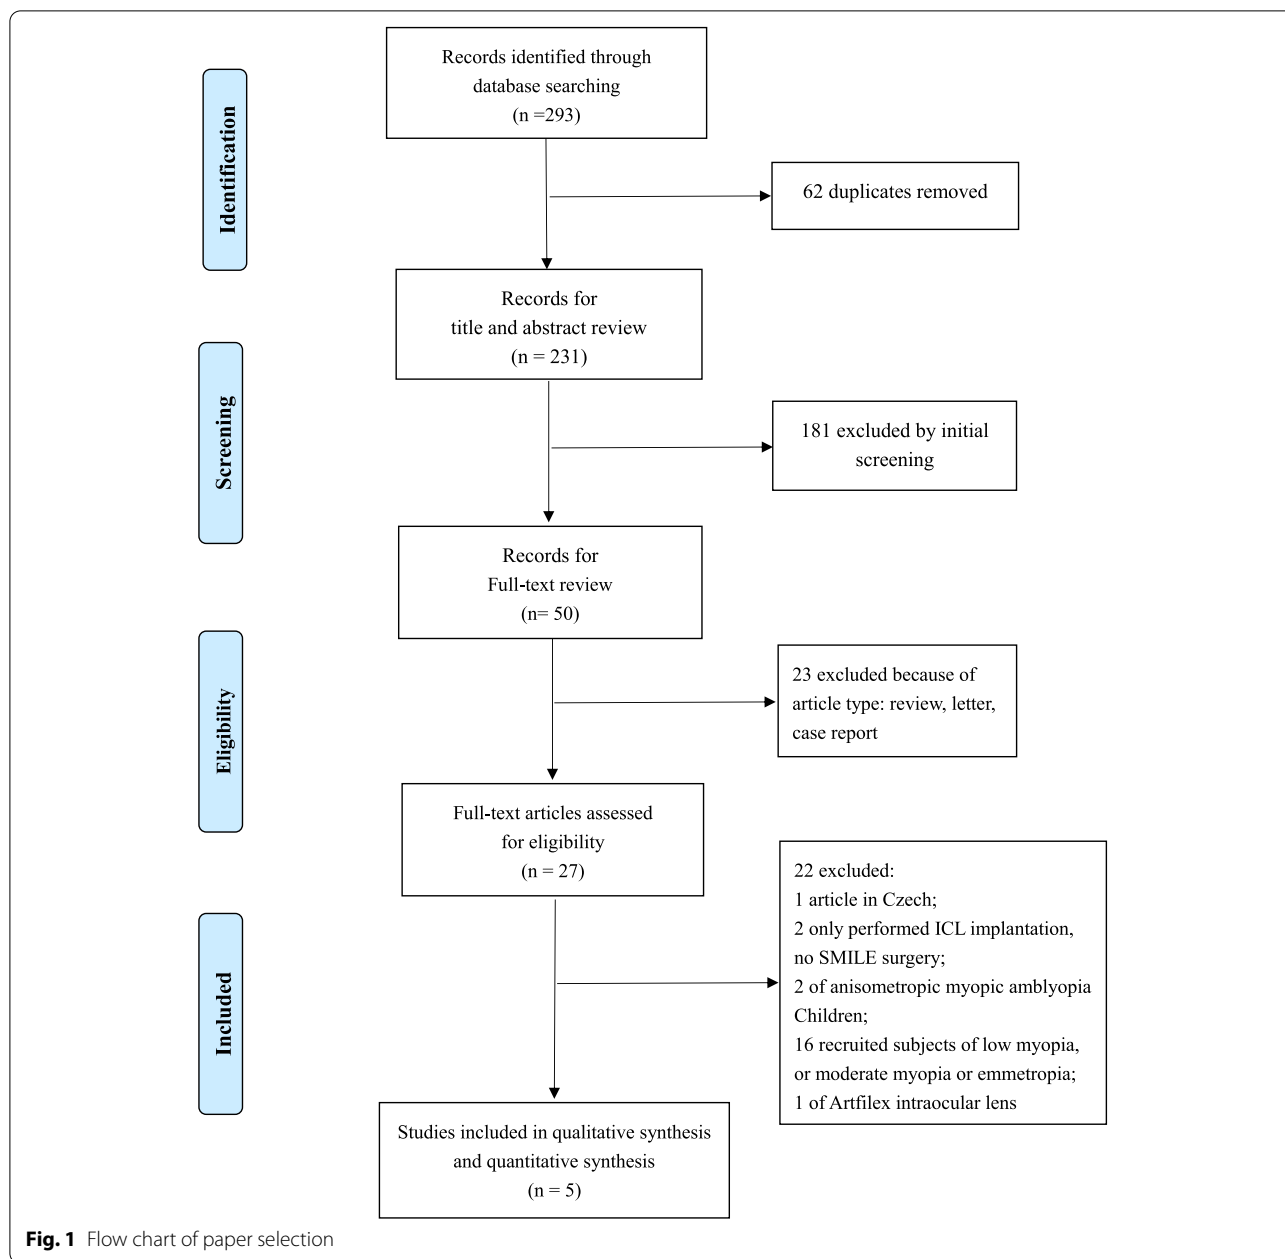 Records identified through
database searching
(n =293)
Identification
62 duplicates removed
Records for
title and abstract review
(n = 231)
Screening
181 excluded by initial
screening
Records for
Full-text review
(n= 50)
Eligibility
23 excluded because of
article type: review, letter,
case report
Full-text articles assessed
for eligibility
(n = 27)
22 excluded:
1 article in Czech;
2 only performed ICL implantation,
no SMILE surgery;
2 of anisometropic myopic amblyopia
Children;
16 recruited subjects of low myopia,
or moderate myopia or emmetropia;
1 of Artfilex intraocular lens
Included
Studies included in qualitative synthesis
and quantitative synthesis
(n = 5)
Fig. 1 Flow chart of paper selection